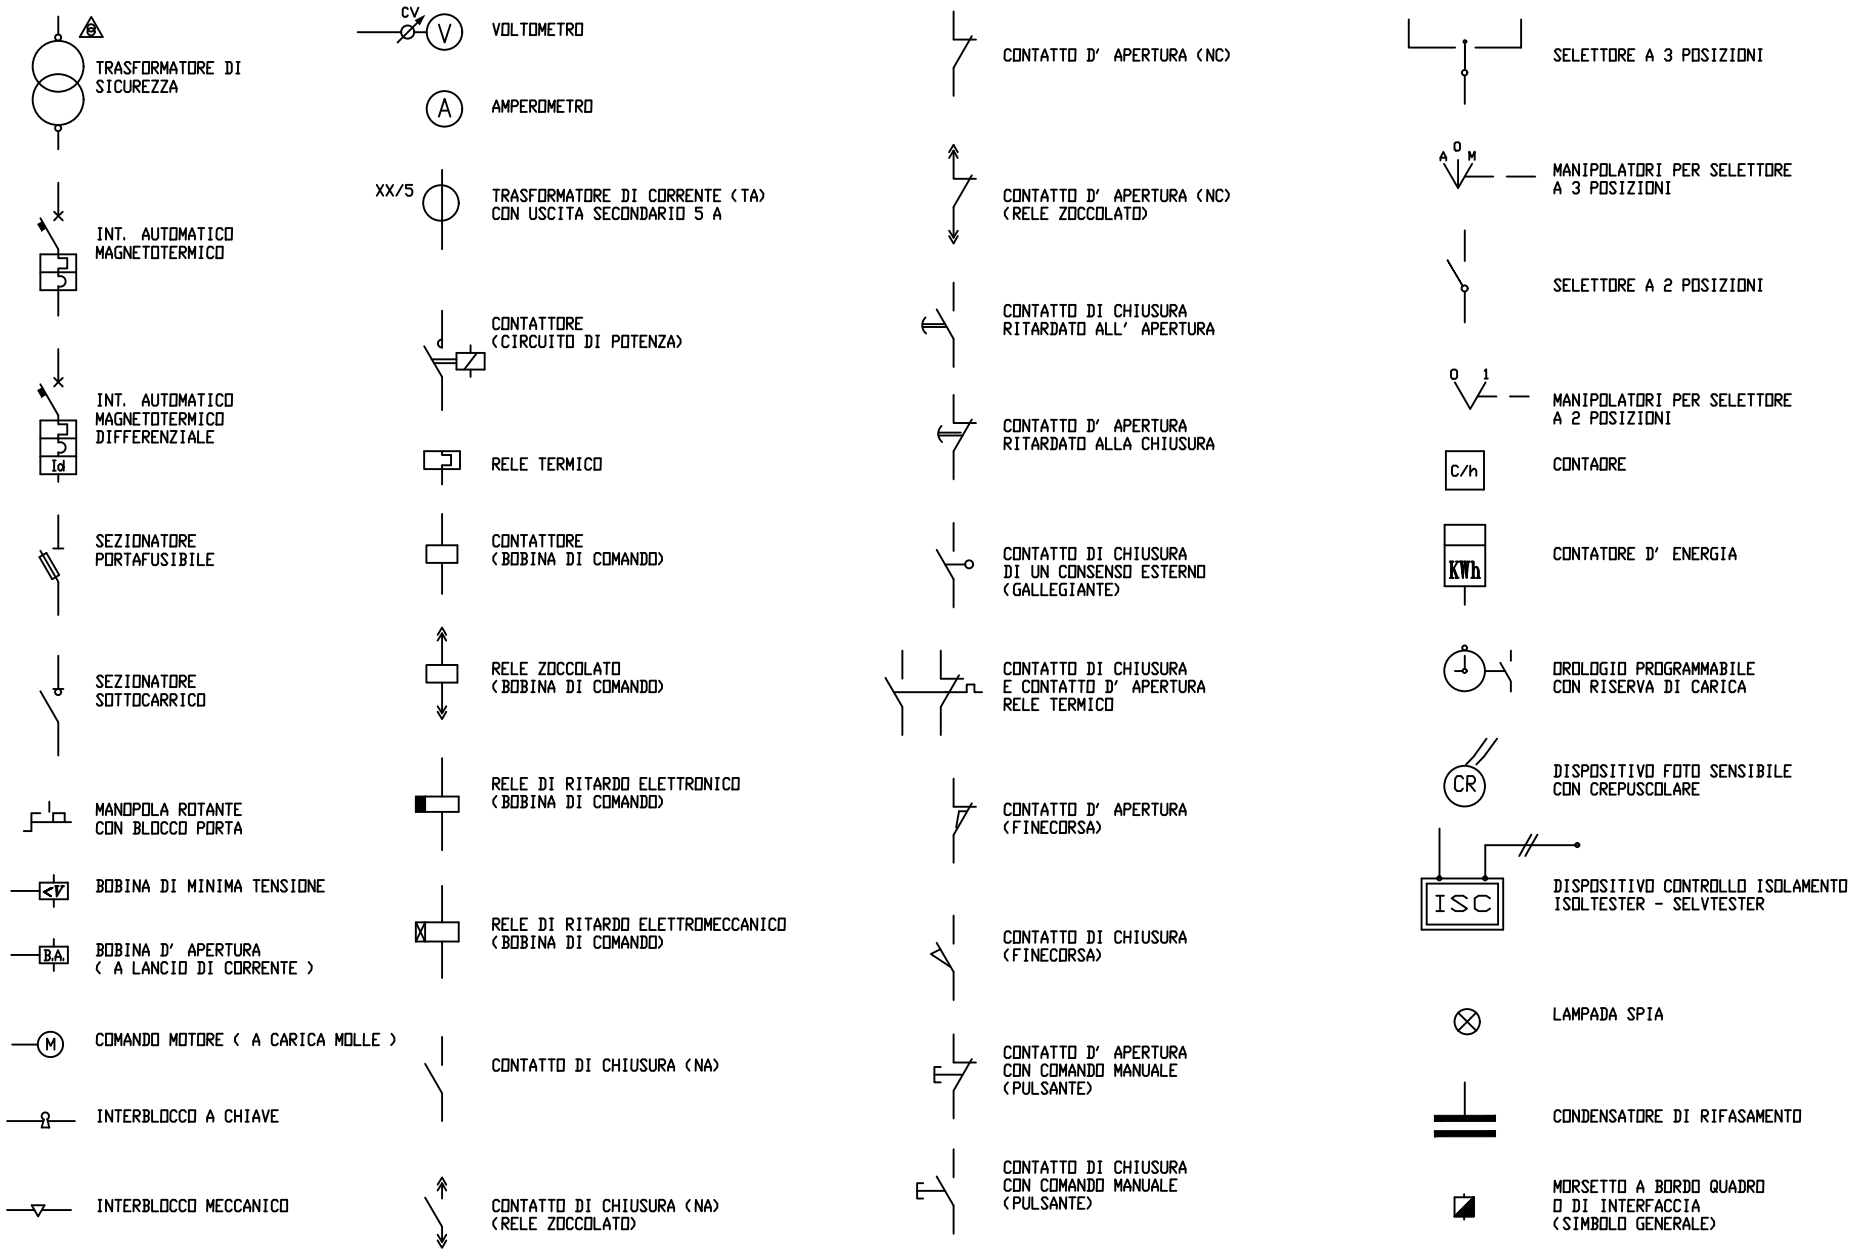 TRASFORMATORE DI
SICUREZZA
INT. AUTOMATICO
MAGNETOTERMICO
INT. AUTOMATICO
MAGNETOTERMICO
DIFFERENZIALE
Id
SEZIONATORE
PORTAFUSIBILE
SEZIONATORE
SOTTOCARRICO
MANOPOLA ROTANTE
CON BLOCCO PORTA
<V
BOBINA DI MINIMA TENSIONE
B.A.
BOBINA D' APERTURA
( A LANCIO DI CORRENTE )
M
COMANDO MOTORE ( A CARICA MOLLE )
INTERBLOCCO A CHIAVE
INTERBLOCCO MECCANICO
CV
V
VOLTOMETRO
A
AMPEROMETRO
XX/5
TRASFORMATORE DI CORRENTE (TA)
CON USCITA SECONDARIO 5 A
CONTATTORE
(CIRCUITO DI POTENZA)
RELE TERMICO
CONTATTORE
(BOBINA DI COMANDO)
RELE ZOCCOLATO
(BOBINA DI COMANDO)
RELE DI RITARDO ELETTRONICO
(BOBINA DI COMANDO)
RELE DI RITARDO ELETTROMECCANICO
(BOBINA DI COMANDO)
CONTATTO DI CHIUSURA (NA)
CONTATTO DI CHIUSURA (NA)
(RELE ZOCCOLATO)
CONTATTO D' APERTURA (NC)
CONTATTO D' APERTURA (NC)
(RELE ZOCCOLATO)
CONTATTO DI CHIUSURA
RITARDATO ALL' APERTURA
CONTATTO D' APERTURA
RITARDATO ALLA CHIUSURA
CONTATTO DI CHIUSURA
DI UN CONSENSO ESTERNO
(GALLEGIANTE)
CONTATTO DI CHIUSURA
E CONTATTO D' APERTURA
RELE TERMICO
CONTATTO D' APERTURA
(FINECORSA)
CONTATTO DI CHIUSURA
(FINECORSA)
CONTATTO D' APERTURA
CON COMANDO MANUALE
(PULSANTE)
CONTATTO DI CHIUSURA
CON COMANDO MANUALE
(PULSANTE)
SELETTORE A 3 POSIZIONI
A 0 M
MANIPOLATORI PER SELETTORE
A 3 POSIZIONI
SELETTORE A 2 POSIZIONI
0 1
MANIPOLATORI PER SELETTORE
A 2 POSIZIONI
C/h
CONTAORE
KWh
CONTATORE D' ENERGIA
OROLOGIO PROGRAMMABILE
CON RISERVA DI CARICA
CR
DISPOSITIVO FOTO SENSIBILE
CON CREPUSCOLARE
ISC
DISPOSITIVO CONTROLLO ISOLAMENTO
ISOLTESTER - SELVTESTER
LAMPADA SPIA
CONDENSATORE DI RIFASAMENTO
MORSETTO A BORDO QUADRO
O DI INTERFACCIA
(SIMBOLO GENERALE)